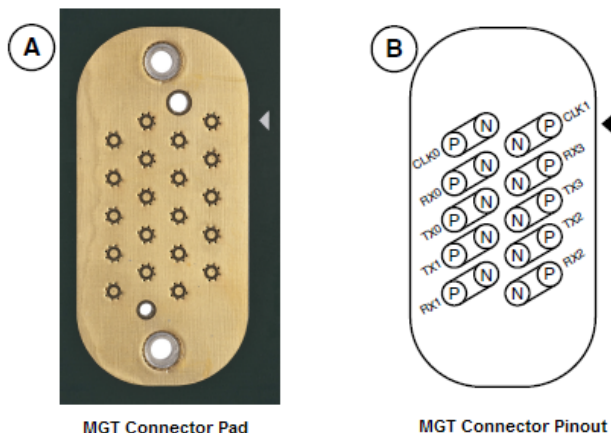 A
B
N P CLK1
CLK0 P N
N P RX3
RX0 P N
N P TX3
TX0 P N
N P TX2
TX1 P N
N P RX2
RX1 P N
MGT Connector Pad
MGT Connector Pinout